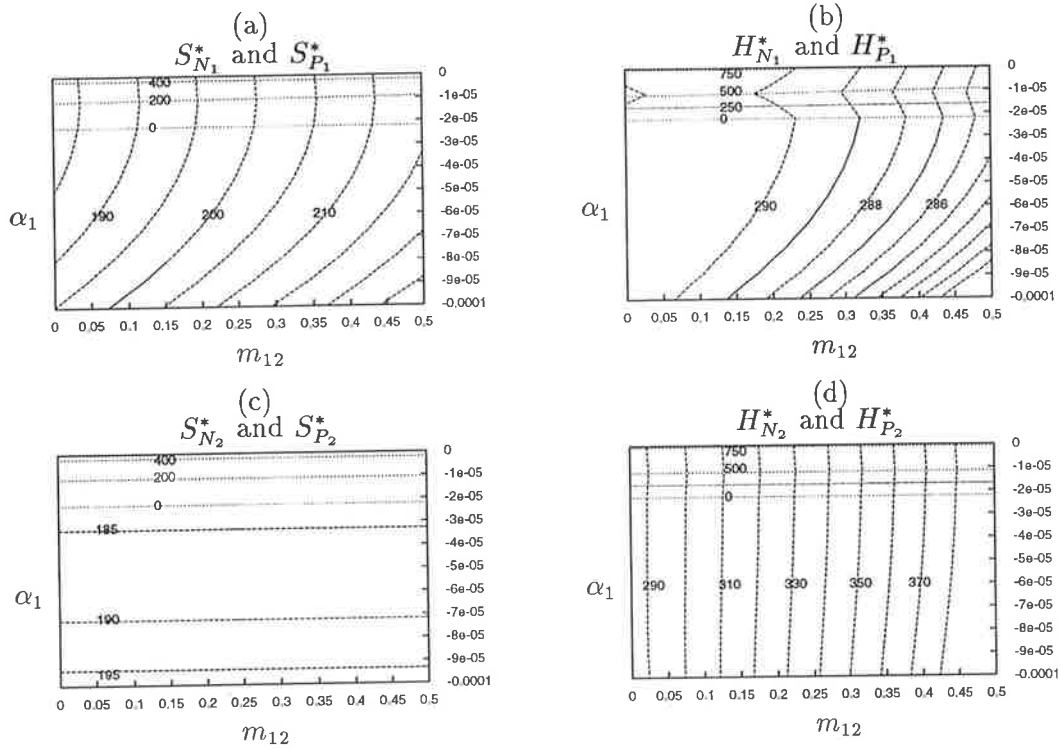 (a)
S*_{N_1} and S*_{P_1}
400
200
0
190
200
210
α_1
0
-1e-05
-2e-05
-3e-05
-4e-05
-5e-05
-6e-05
-7e-05
-8e-05
-9e-05
-0.0001
0 0.05 0.1 0.15 0.2 0.25 0.3 0.35 0.4 0.45 0.5
m_{12}
(b)
H*_{N_1} and H*_{P_1}
750
500
250
0
290
288
286
α_1
0
-1e-05
-2e-05
-3e-05
-4e-05
-5e-05
-6e-05
-7e-05
-8e-05
-9e-05
-0.0001
0 0.05 0.1 0.15 0.2 0.25 0.3 0.35 0.4 0.45 0.5
m_{12}
(c)
S*_{N_2} and S*_{P_2}
400
200
0
185
190
195
α_1
0
-1e-05
-2e-05
-3e-05
-4e-05
-5e-05
-6e-05
-7e-05
-8e-05
-9e-05
-0.0001
0 0.05 0.1 0.15 0.2 0.25 0.3 0.35 0.4 0.45 0.5
m_{12}
(d)
H*_{N_2} and H*_{P_2}
750
500
0
290 310 330 350 370
α_1
0
-1e-05
-2e-05
-3e-05
-4e-05
-5e-05
-6e-05
-7e-05
-8e-05
-9e-05
-0.0001
0 0.05 0.1 0.15 0.2 0.25 0.3 0.35 0.4 0.45 0.5
m_{12}